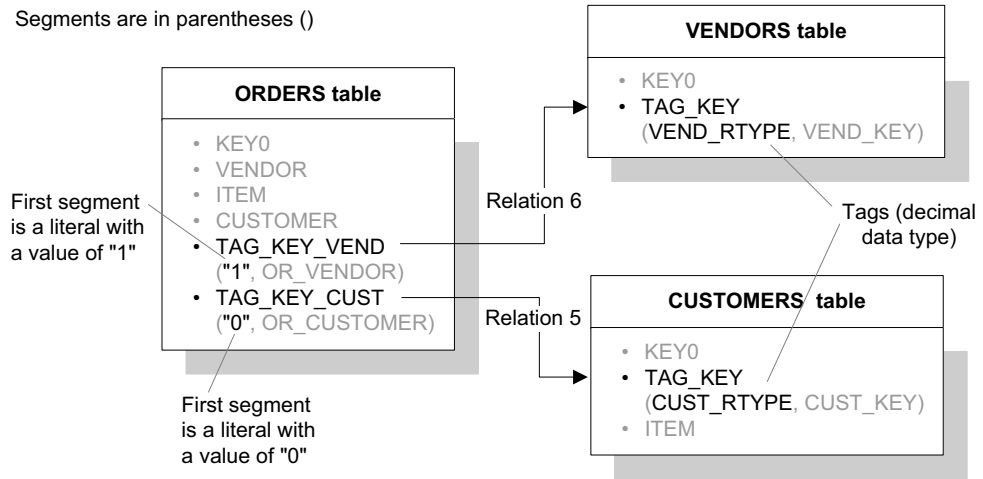 Segments are in parentheses ()
VENDORS table
• KEY0
• TAG_KEY
(VEND_RTYPE, VEND_KEY)
ORDERS table
• KEY0
• VENDOR
• ITEM
• CUSTOMER
• TAG_KEY_VEND
("1", OR_VENDOR)
• TAG_KEY_CUST
("0", OR_CUSTOMER)
First segment
is a literal with
a value of "1"
Relation 6
Tags (decimal
data type)
Relation 5
CUSTOMERS table
• KEY0
• TAG_KEY
(CUST_RTYPE, CUST_KEY)
• ITEM
First segment
is a literal with
a value of "0"